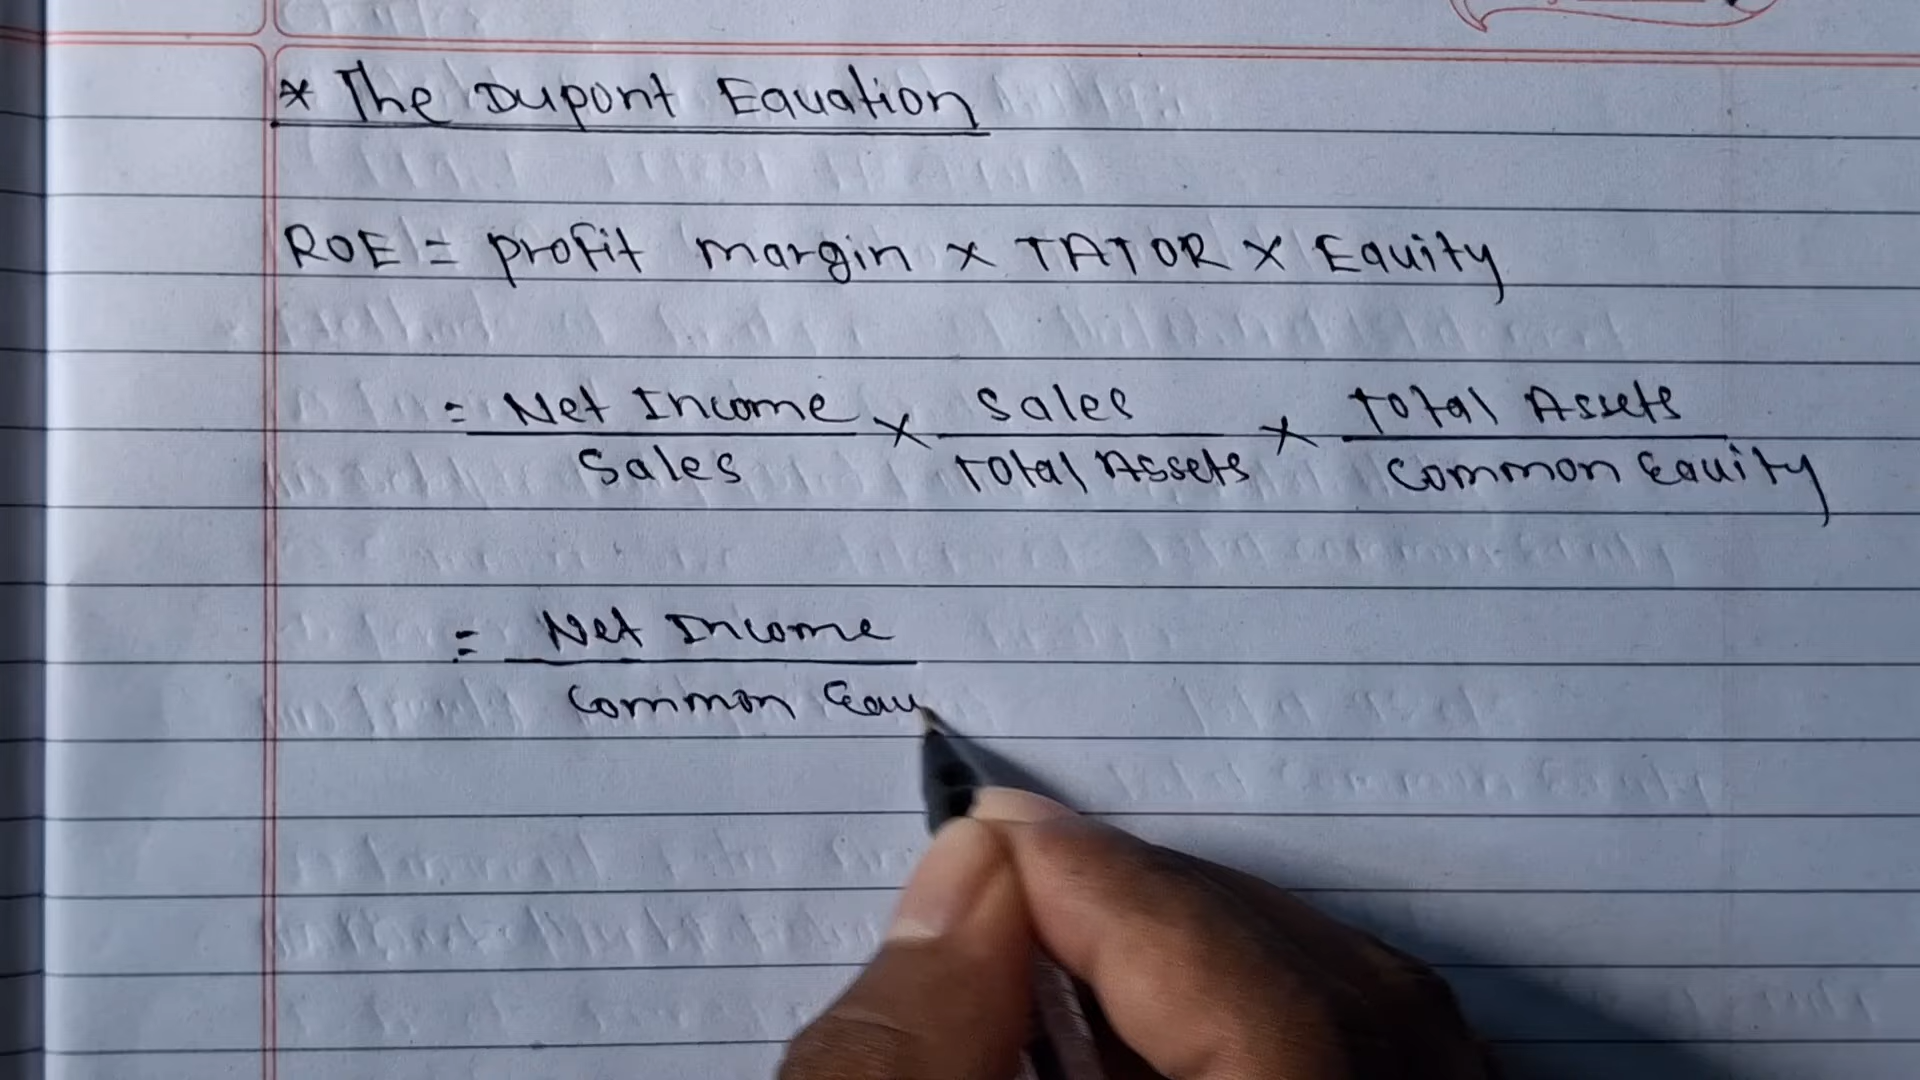 * The Dupont Equation
ROE = profit margin × TATOR × Equity
= Net Income / Sales × Sales / Total Assets × Total Assets / Common Equity
= Net Income / Common Equ